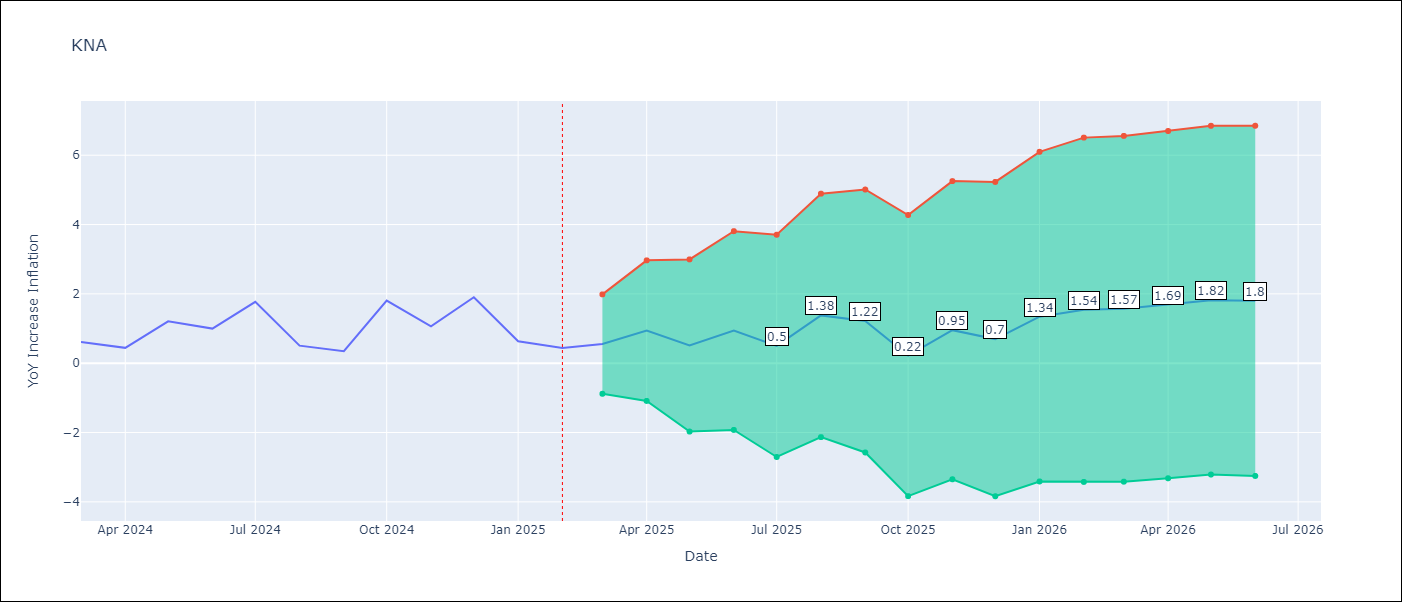 KNA
YoY Increase Inflation
6
4
2
0
−2
−4
0.5
1.38
1.22
0.22
0.95
0.7
1.34
1.54
1.57
1.69
1.82
1.8
Apr 2024
Jul 2024
Oct 2024
Jan 2025
Apr 2025
Jul 2025
Oct 2025
Jan 2026
Apr 2026
Jul 2026
Date